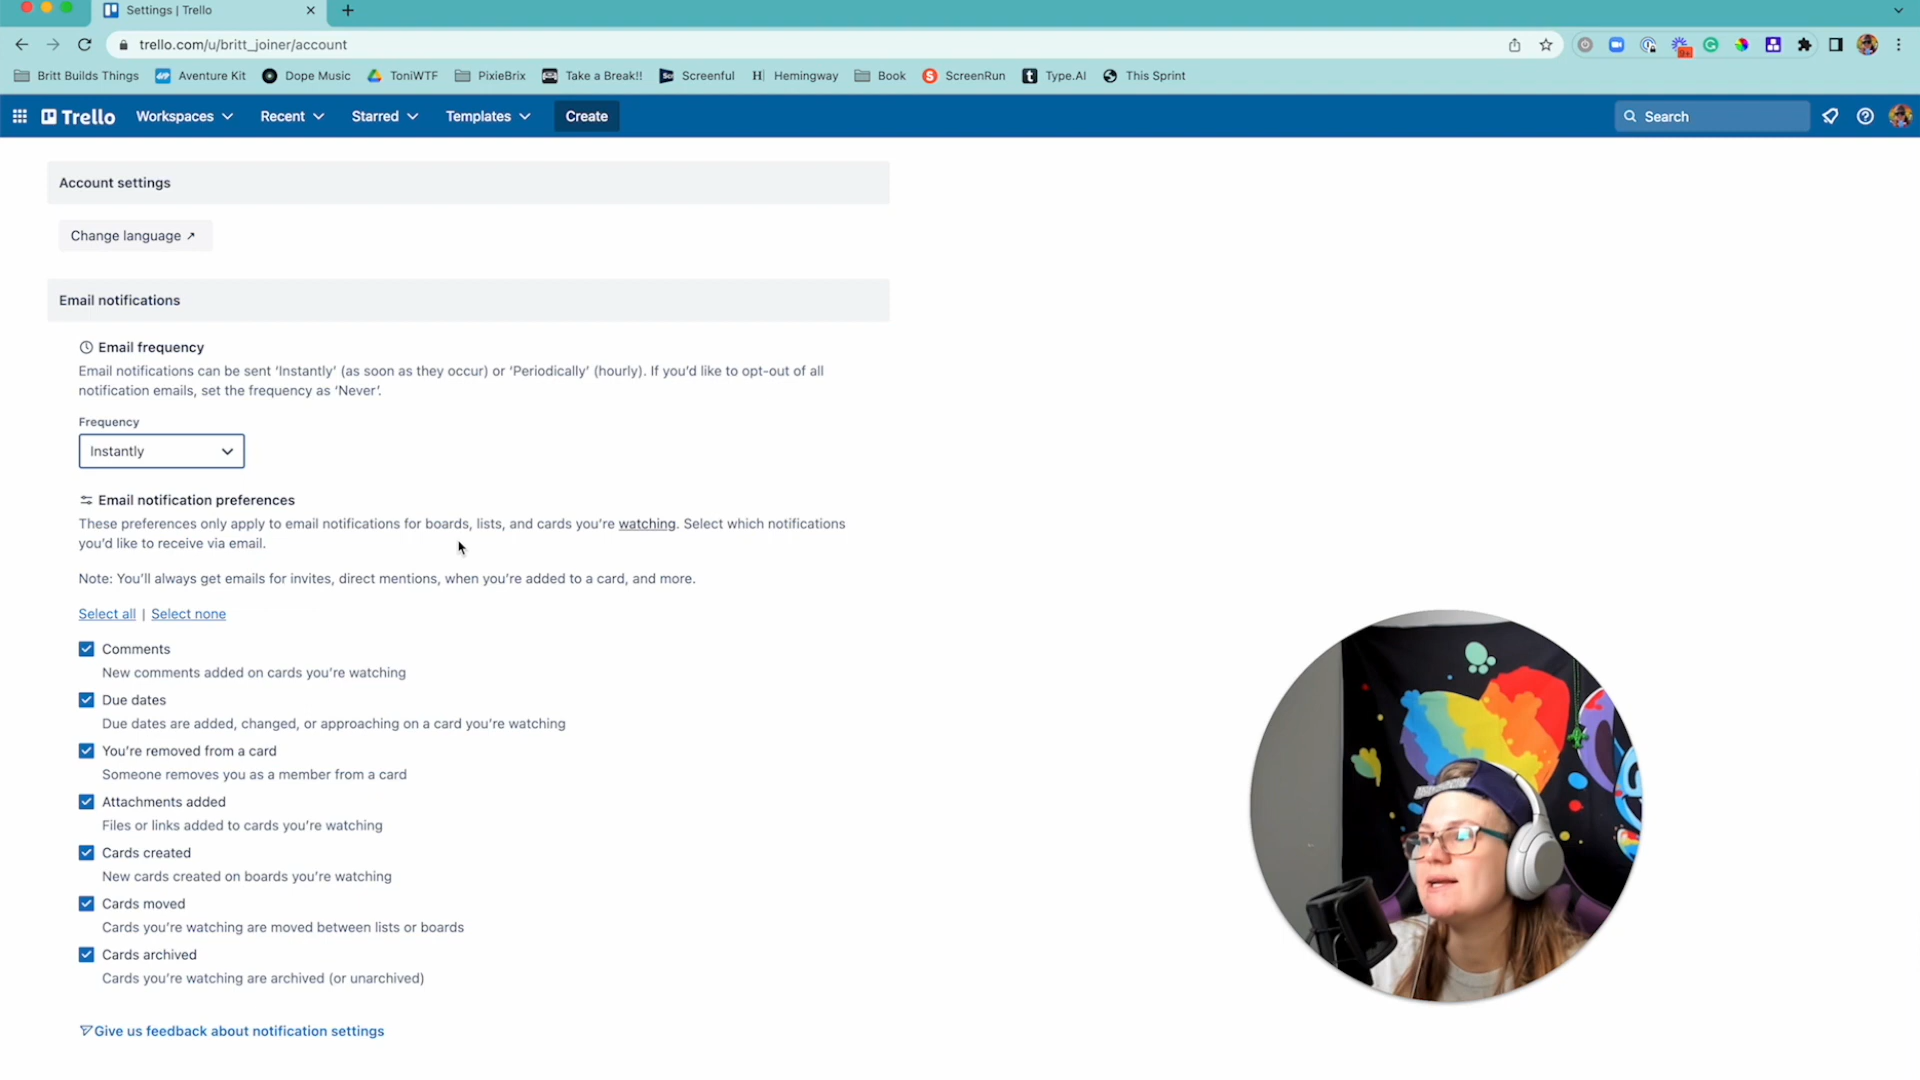 Settings | Trello
trello.com/u/britt_joiner/account
Britt Builds Things Aventure Kit Dope Music ToniWTF PixieBrix Take a Break!! Screenful Hemingway Book ScreenRun Type.AI This Sprint
Trello Workspaces Recent Starred Templates Create Search
Account settings
Change language ↗
Email notifications
Email frequency
Email notifications can be sent ‘Instantly’ (as soon as they occur) or ‘Periodically’ (hourly). If you’d like to opt-out of all
notification emails, set the frequency as ‘Never’.
Frequency
Instantly
Email notification preferences
These preferences only apply to email notifications for boards, lists, and cards you’re watching. Select which notifications
you’d like to receive via email.
Note: You’ll always get emails for invites, direct mentions, when you’re added to a card, and more.
Select all | Select none
Comments
New comments added on cards you’re watching
Due dates
Due dates are added, changed, or approaching on a card you’re watching
You’re removed from a card
Someone removes you as a member from a card
Attachments added
Files or links added to cards you’re watching
Cards created
New cards created on boards you’re watching
Cards moved
Cards you’re watching are moved between lists or boards
Cards archived
Cards you’re watching are archived (or unarchived)
Give us feedback about notification settings